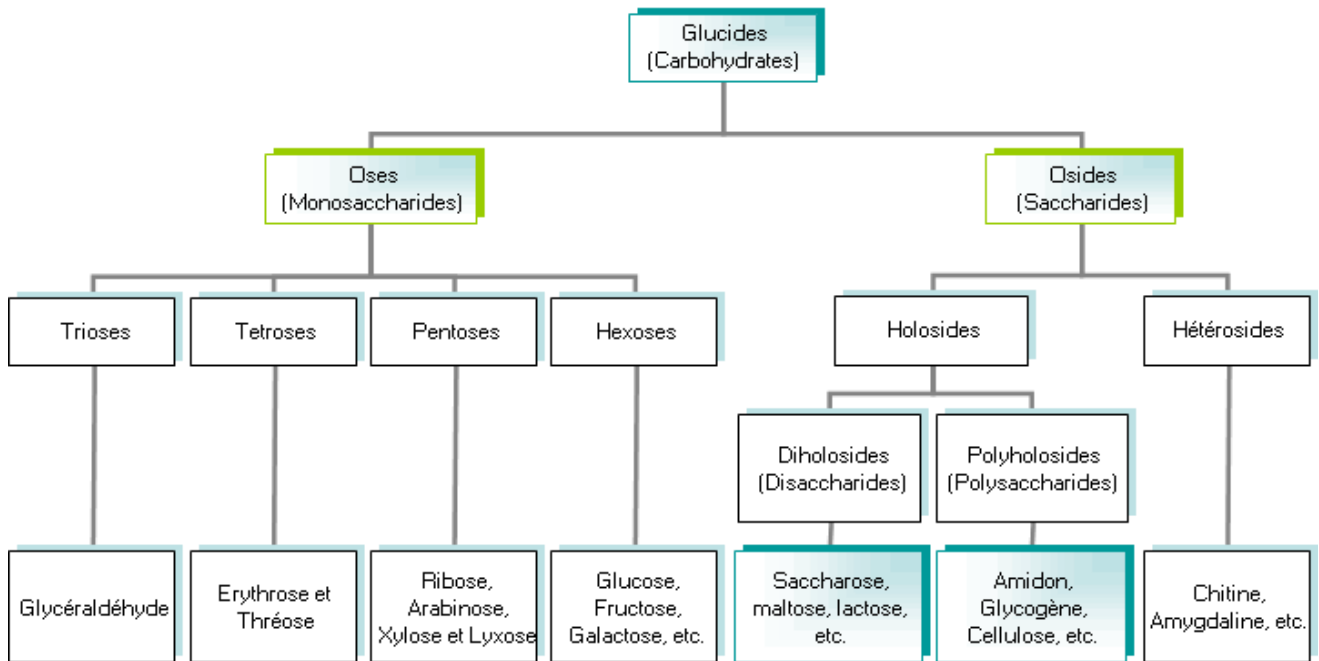 Glucides
(Carbohydrates)
Oses
(Monosaccharides)
Osides
(Saccharides)
Trioses
Tetroses
Pentoses
Hexoses
Holosides
Hétérosides
Diholosides
(Disaccharides)
Polyholosides
(Polysaccharides)
Glycéraldéhyde
Erythrose et
Thréose
Ribose,
Arabinose,
Xylose et Lyxose
Glucose,
Fructose,
Galactose, etc.
Saccharose,
maltose, lactose,
etc.
Amidon,
Glycogène,
Cellulose, etc.
Chitine,
Amygdaline, etc.